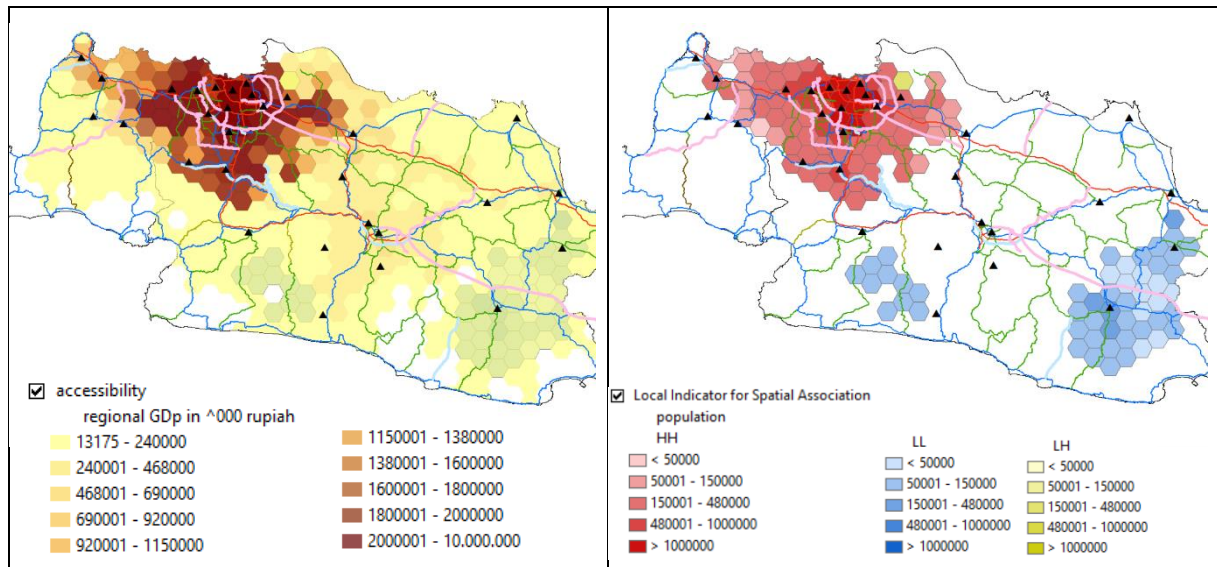 accessibility
regional GDp in ^000 rupiah
13175 - 240000
240001 - 468000
468001 - 690000
690001 - 920000
920001 - 1150000
1150001 - 1380000
1380001 - 1600000
1600001 - 1800000
1800001 - 2000000
2000001 - 10.000.000
Local Indicator for Spatial Association
population
HH
< 50000
50001 - 150000
150001 - 480000
480001 - 1000000
> 1000000
LL
< 50000
50001 - 150000
150001 - 480000
480001 - 1000000
> 1000000
LH
< 50000
50001 - 150000
150001 - 480000
480001 - 1000000
> 1000000